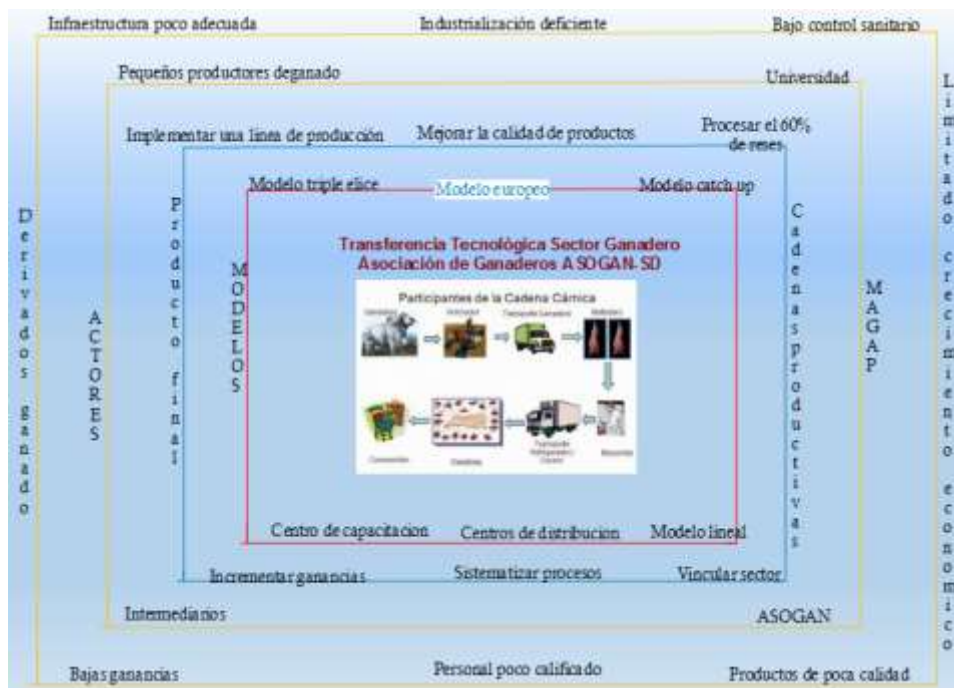 Infraestructura poco adecuada
Industrialización deficiente
Bajo control sanitario
Pequeños productores deganado
Universidad
Implementar una linea de producción
Mejorar la calidad de productos
Procesar el 60%
de reses
Modelo triple elice
Modelo europeo
Modelo catch up
Derivados ganado
ACTORES
Producto final
MODELOS
Transferencia Tecnológica Sector Ganadero
Asociación de Ganaderos ASOGAN-SD
Participantes de la Cadena Cárnica
Cadenas productivas
MAGAP
Limitado crecimiento economico
Centro de capacitacion
Centros de distribucion
Modelo lineal
Incrementar ganancias
Sistematizar procesos
Vincular sector
Intermediarios
ASOGAN
Bajas ganancias
Personal poco calificado
Productos de poca calidad